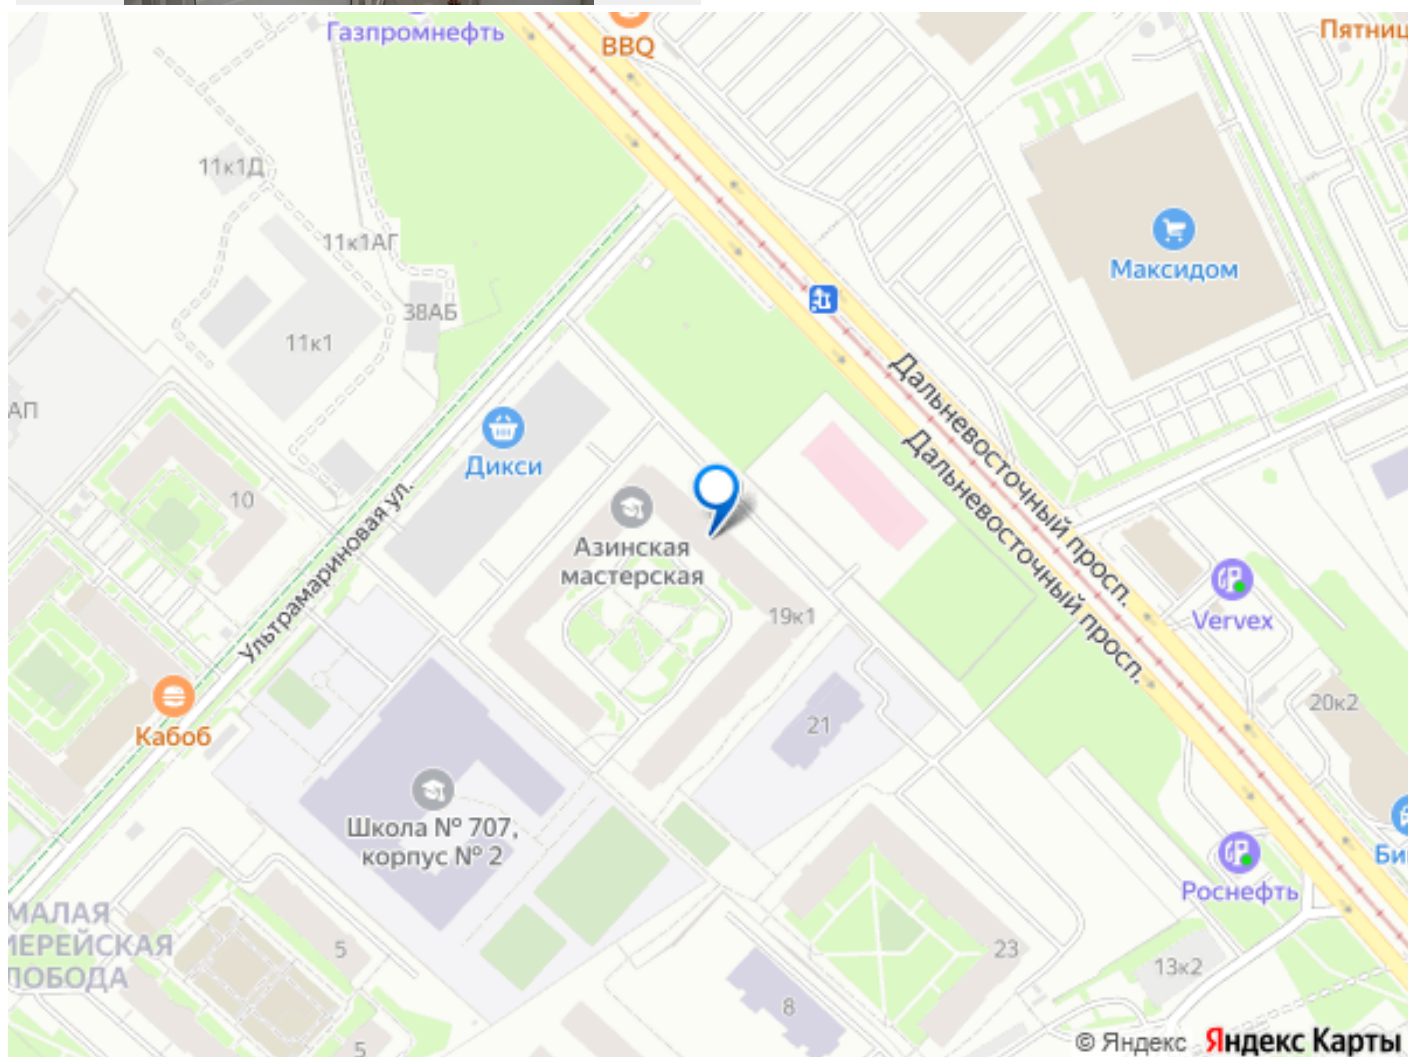 Газпромнефть
BBQ
Пятниц
11к1Д
11к1АГ
38АБ
11к1
Максидом
АП
Дикси
10
Ультрамариновая ул.
Дальневосточный просп.
Дальневосточный просп.
Азинская
мастерская
19к1
Vervex
Кабоб
21
20к2
Школа № 707,
корпус № 2
Би
Роснефть
МАЛАЯ
ИЕРЕЙСКАЯ
ЛОБОДА
5
23
13к2
8
5
© Яндекс Яндекс Карты